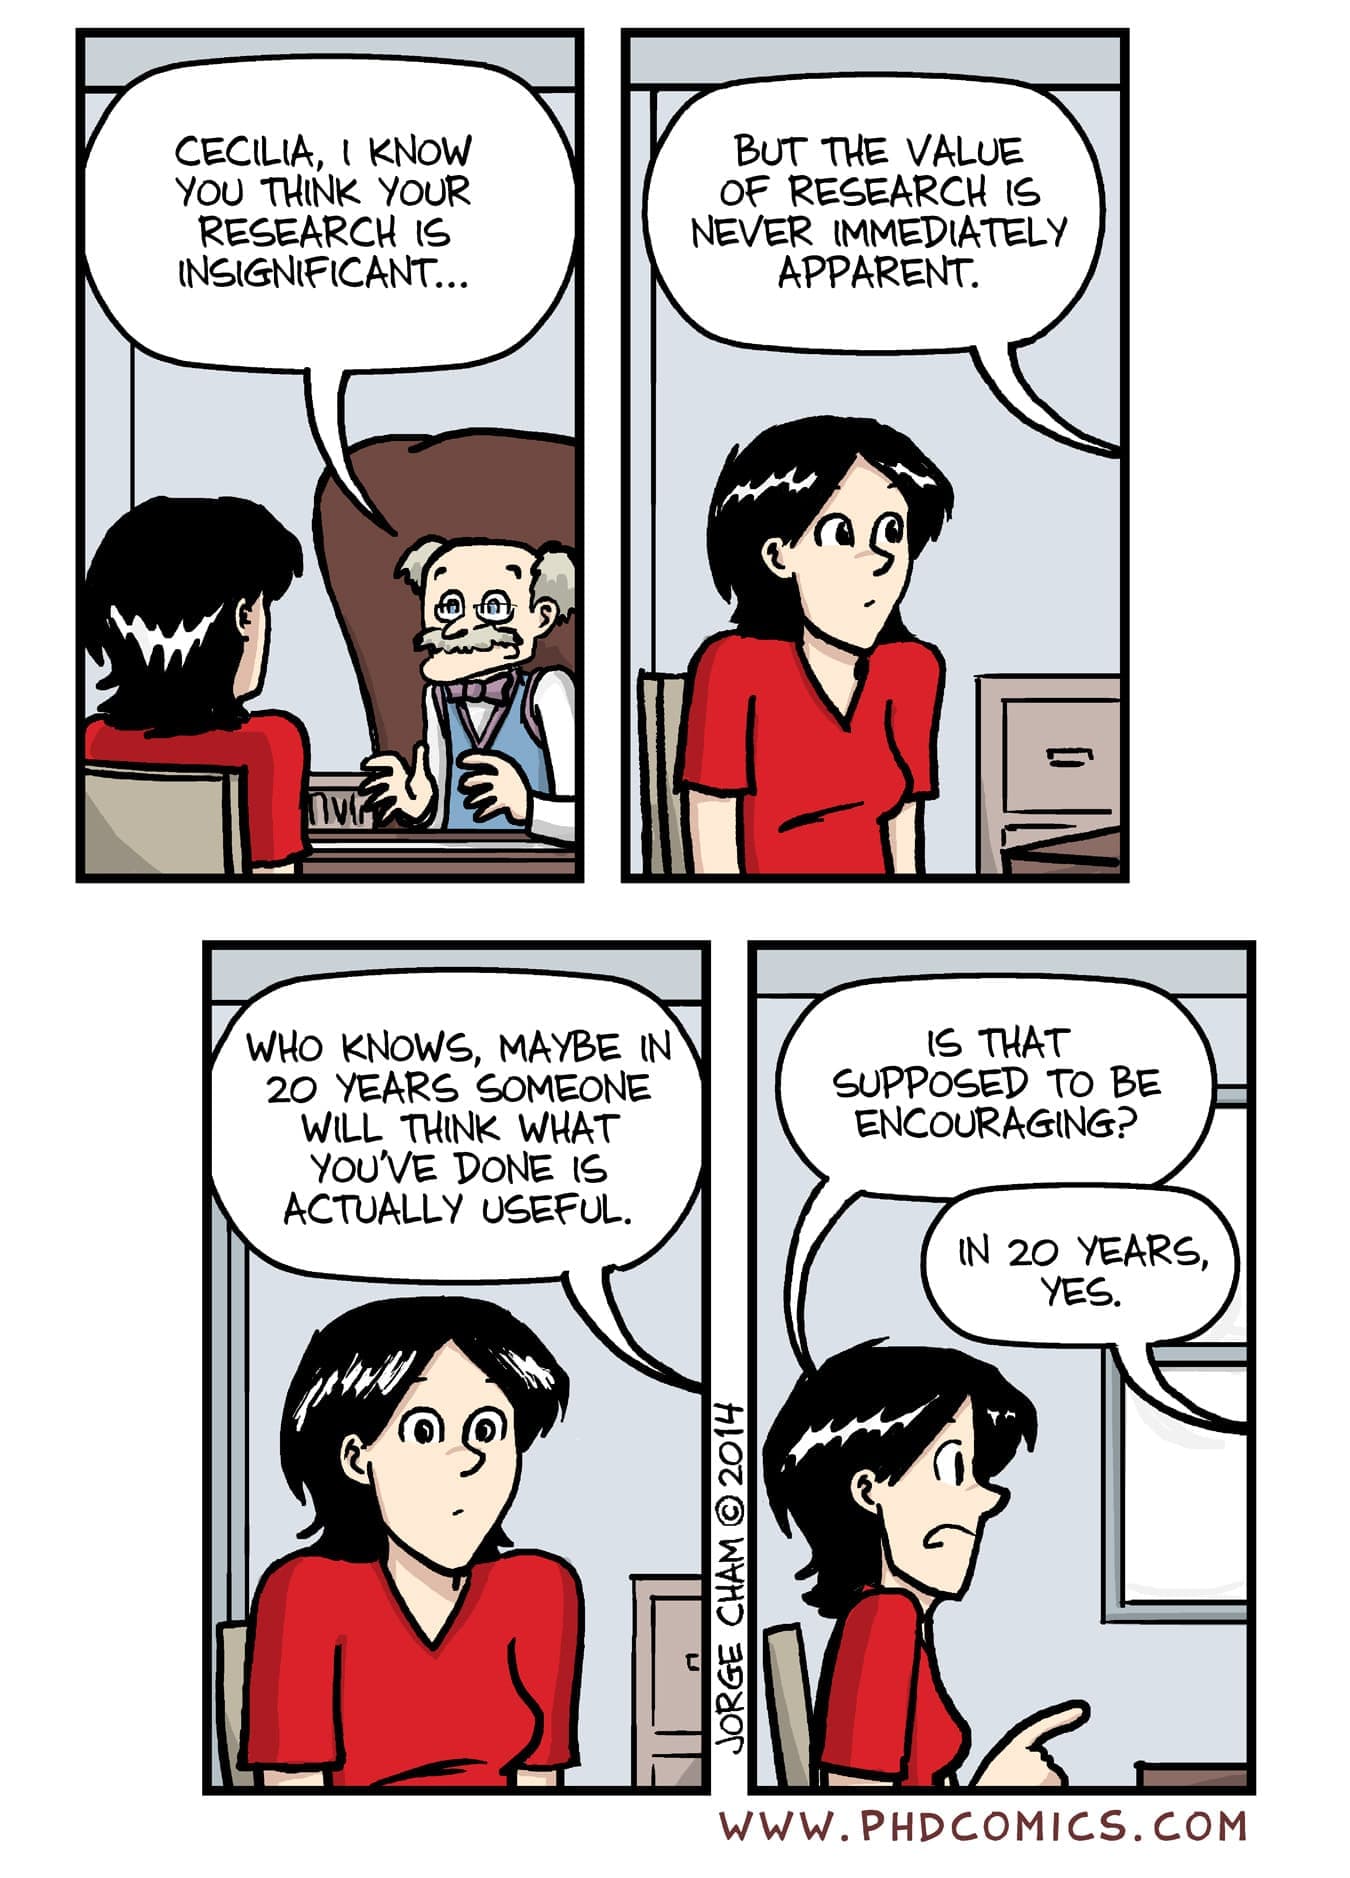 CECILIA, I KNOW
YOU THINK YOUR
RESEARCH IS
INSIGNIFICANT...
BUT THE VALUE
OF RESEARCH IS
NEVER IMMEDIATELY
APPARENT.
WHO KNOWS, MAYBE IN
20 YEARS SOMEONE
WILL THINK WHAT
YOU'VE DONE IS
ACTUALLY USEFUL.
IS THAT
SUPPOSED TO BE
ENCOURAGING?
IN 20 YEARS,
YES.
JORGE CHAM © 2014
WWW.PHDCOMICS.COM